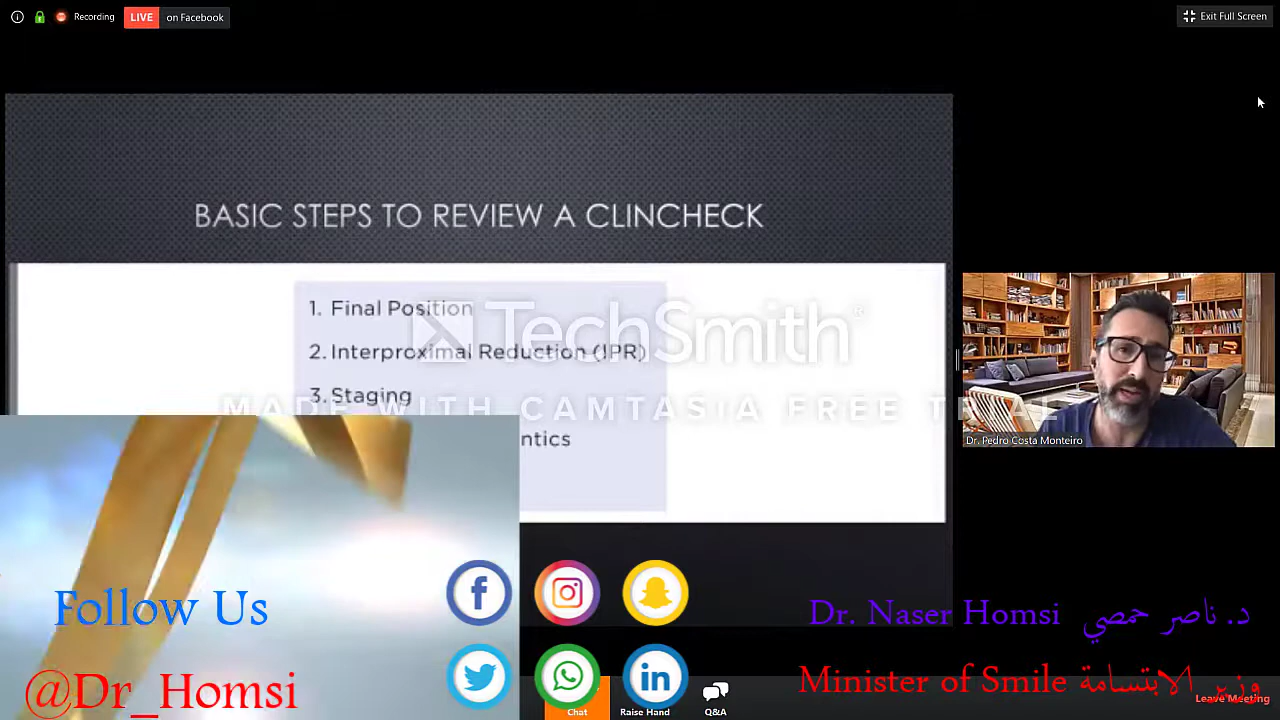 Recording
LIVE on Facebook
Exit Full Screen
BASIC STEPS TO REVIEW A CLINCHECK
1. Final Position
2. Interproximal Reduction (IPR)
3. Staging
ntics
TechSmith®
MADE WITH CAMTASIA FREE TRIAL
Dr. Pedro Costa Monteiro
Follow Us
@Dr_Homsi
Dr. Naser Homsi د. ناصر حمصي
Minister of Smile وزير الابتسامة
Chat
Raise Hand
Q&A
Leave Meeting